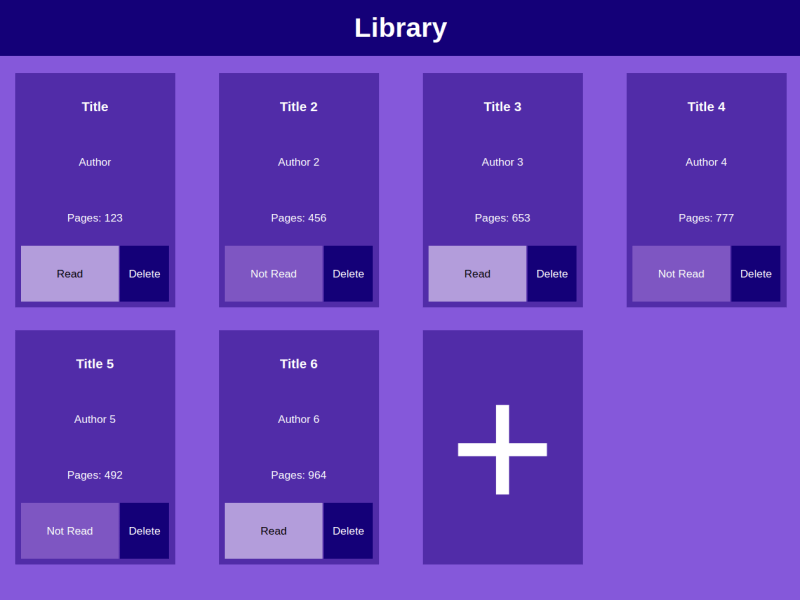 Library
Title
Author
Pages: 123
Read
Delete
Title 2
Author 2
Pages: 456
Not Read
Delete
Title 3
Author 3
Pages: 653
Read
Delete
Title 4
Author 4
Pages: 777
Not Read
Delete
Title 5
Author 5
Pages: 492
Not Read
Delete
Title 6
Author 6
Pages: 964
Read
Delete